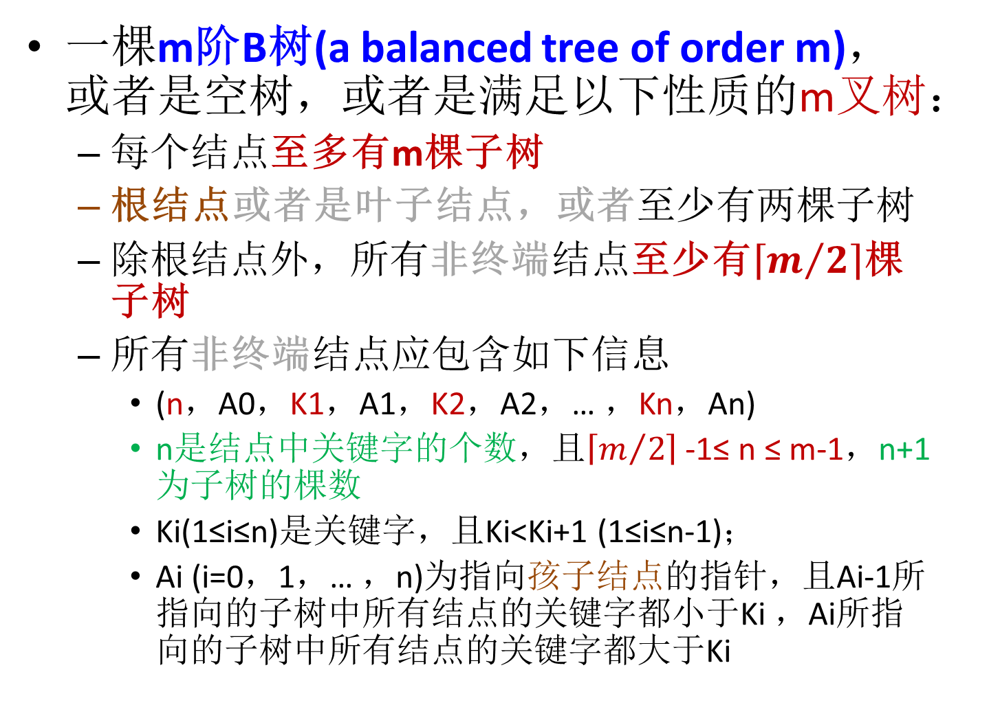 • 一棵m阶B树(a balanced tree of order m)，
或者是空树，或者是满足以下性质的m叉树：
– 每个结点至多有m棵子树
– 根结点或者是叶子结点，或者至少有两棵子树
– 除根结点外，所有非终端结点至少有⌈m/2⌉棵
子树
– 所有非终端结点应包含如下信息
• (n，A0，K1，A1，K2，A2，… ，Kn，An)
• n是结点中关键字的个数，且⌈m/2⌉ -1≤ n ≤ m-1，n+1
为子树的棵数
• Ki(1≤i≤n)是关键字，且Ki<Ki+1 (1≤i≤n-1)；
• Ai (i=0，1，… ，n)为指向孩子结点的指针，且Ai-1所
指向的子树中所有结点的关键字都小于Ki ，Ai所指
向的子树中所有结点的关键字都大于Ki